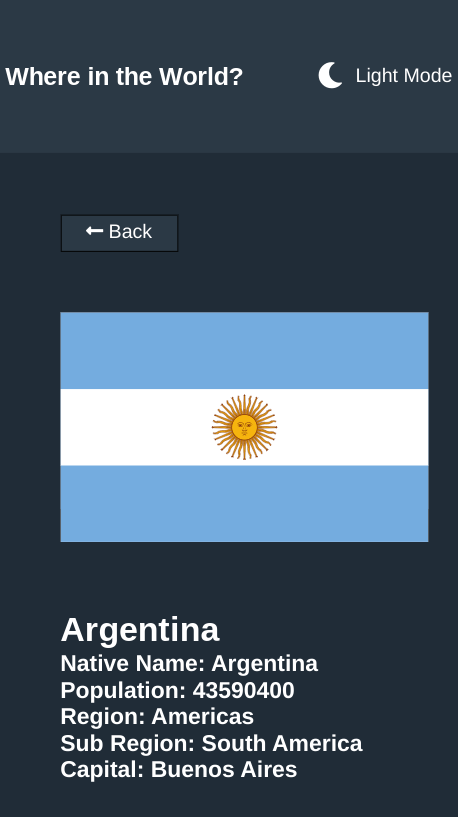 Where in the World?
Light Mode
Back
Argentina
Native Name: Argentina
Population: 43590400
Region: Americas
Sub Region: South America
Capital: Buenos Aires